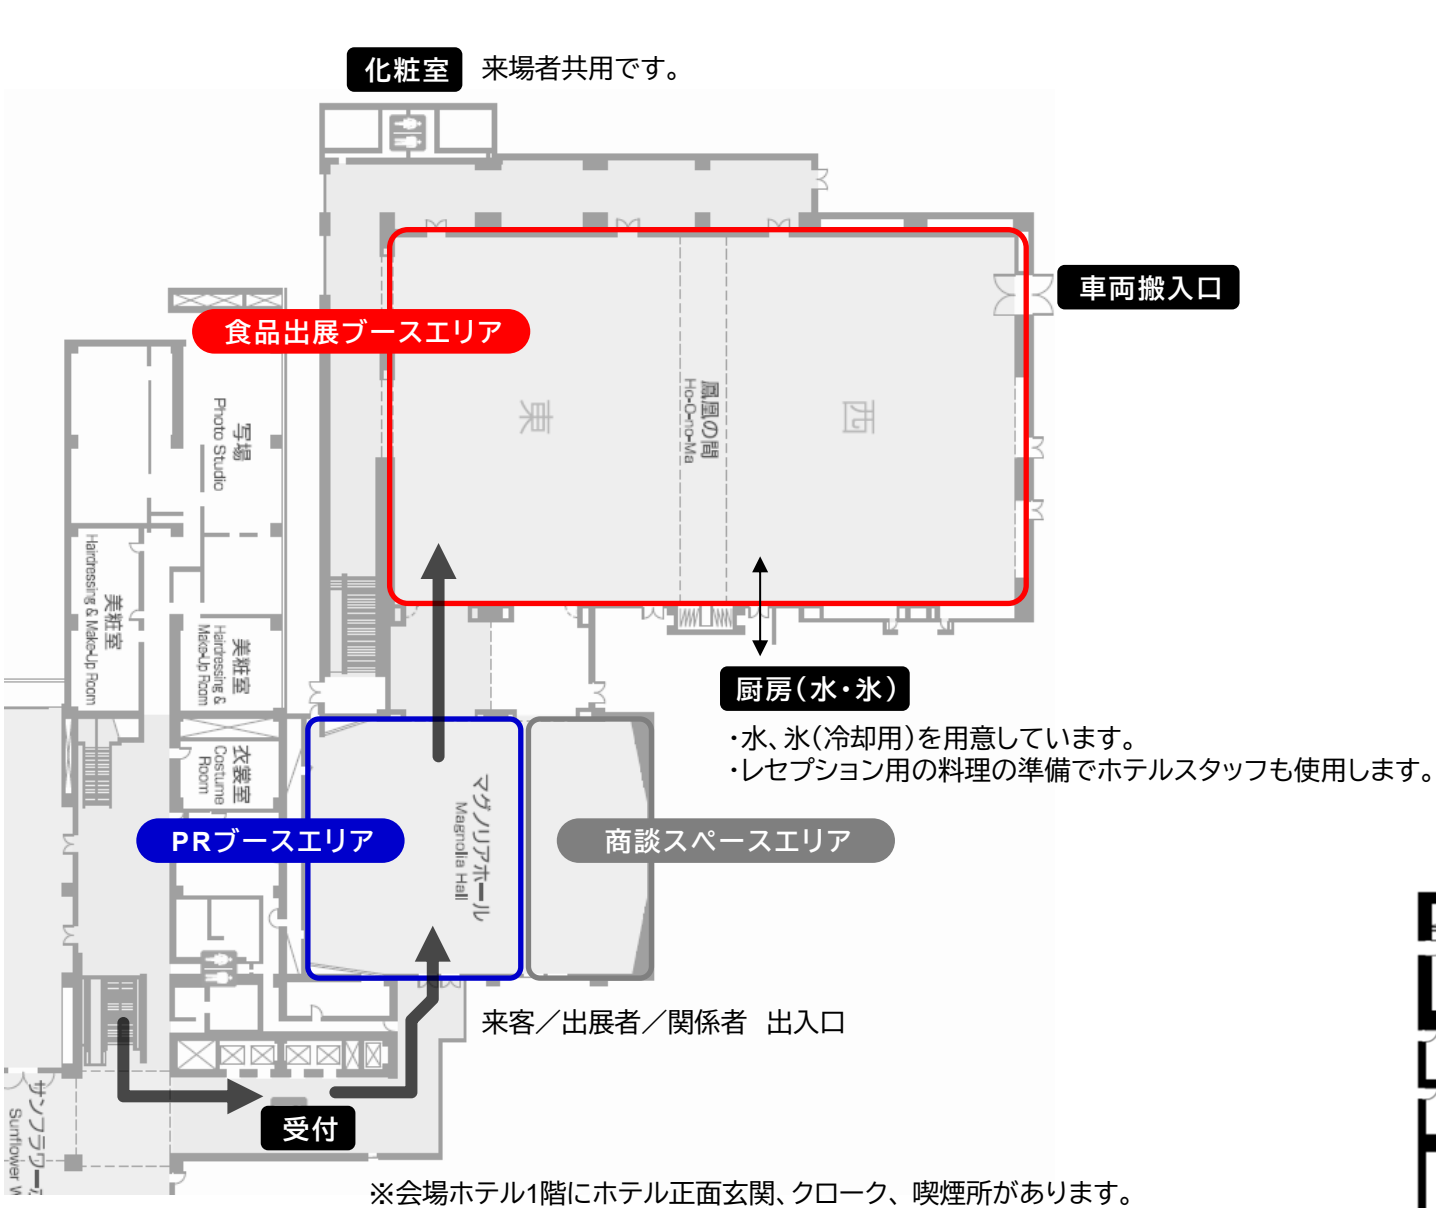 化粧室 来場者共用です。
車両搬入口
食品出展ブースエリア
写場
Photo Studio
鳳凰の間
Ho-O-no-Ma
東
西
美粧室
Hairdressing & Make-Up Room
美粧室
Hairdressing &
Make-Up Room
厨房（水・氷）
・水、氷（冷却用）を用意しています。
・レセプション用の料理の準備でホテルスタッフも使用します。
衣裳室
Costume
Room
マグノリアホール
Magnolia Hall
PRブースエリア
商談スペースエリア
来客／出展者／関係者　出入口
受付
サンフラワー
Sunflower
※会場ホテル1階にホテル正面玄関、クローク、喫煙所があります。